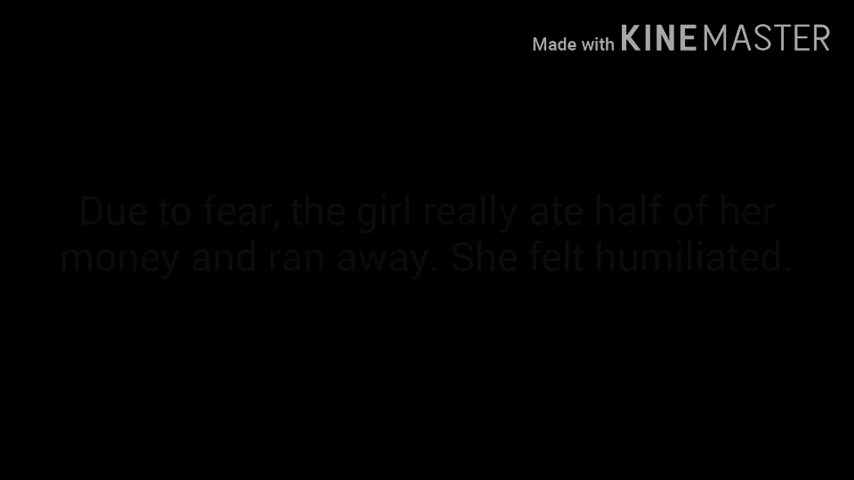 Made with KINEMASTER
Due to fear, the girl really ate half of her
money and ran away. She felt humiliated.